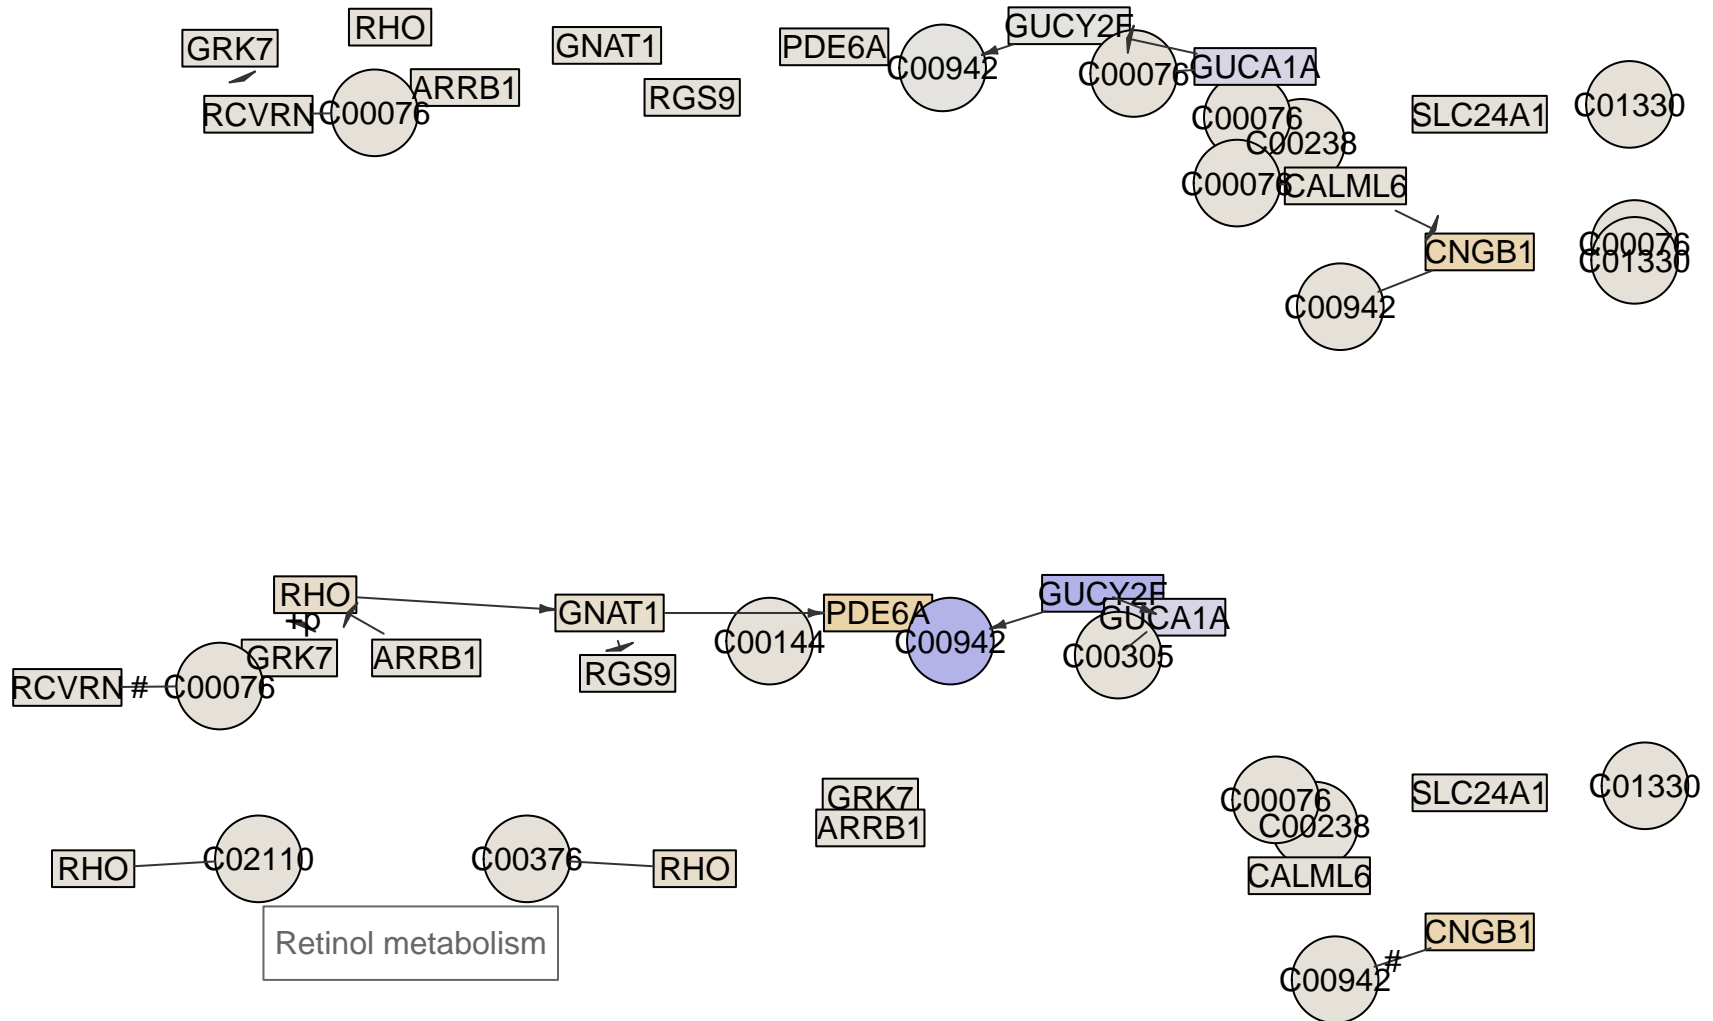 RHO
GRK7
GNAT1
PDE6A
GUCY2F
C00942
C00076
GUCA1A
RCVRN
C00076
ARRB1
RGS9
C00076
C00238
SLC24A1
C01330
C00076
CALML6
CNGB1
C00076
C01330
C00942
RHO
+p
GNAT1
PDE6A
GUCY2F
GUCA1A
GRK7
ARRB1
RGS9
C00144
C00942
C00305
RCVRN
#
C00076
GRK7
ARRB1
C00076
C00238
SLC24A1
C01330
RHO
C02110
C00376
RHO
CALML6
Retinol metabolism
CNGB1
#
C00942